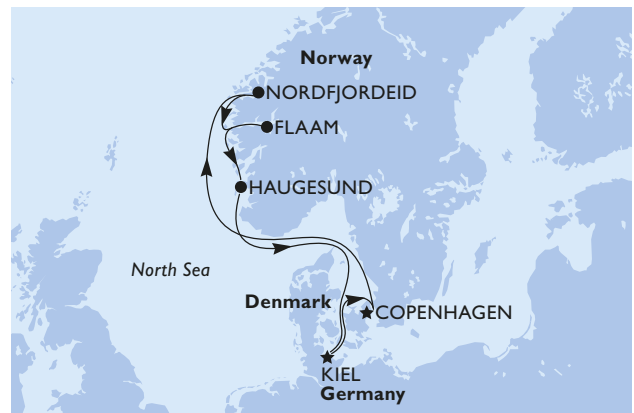 Norway
NORDFJORDEID
FLAAM
HAUGESUND
North Sea
Denmark
COPENHAGEN
KIEL
Germany